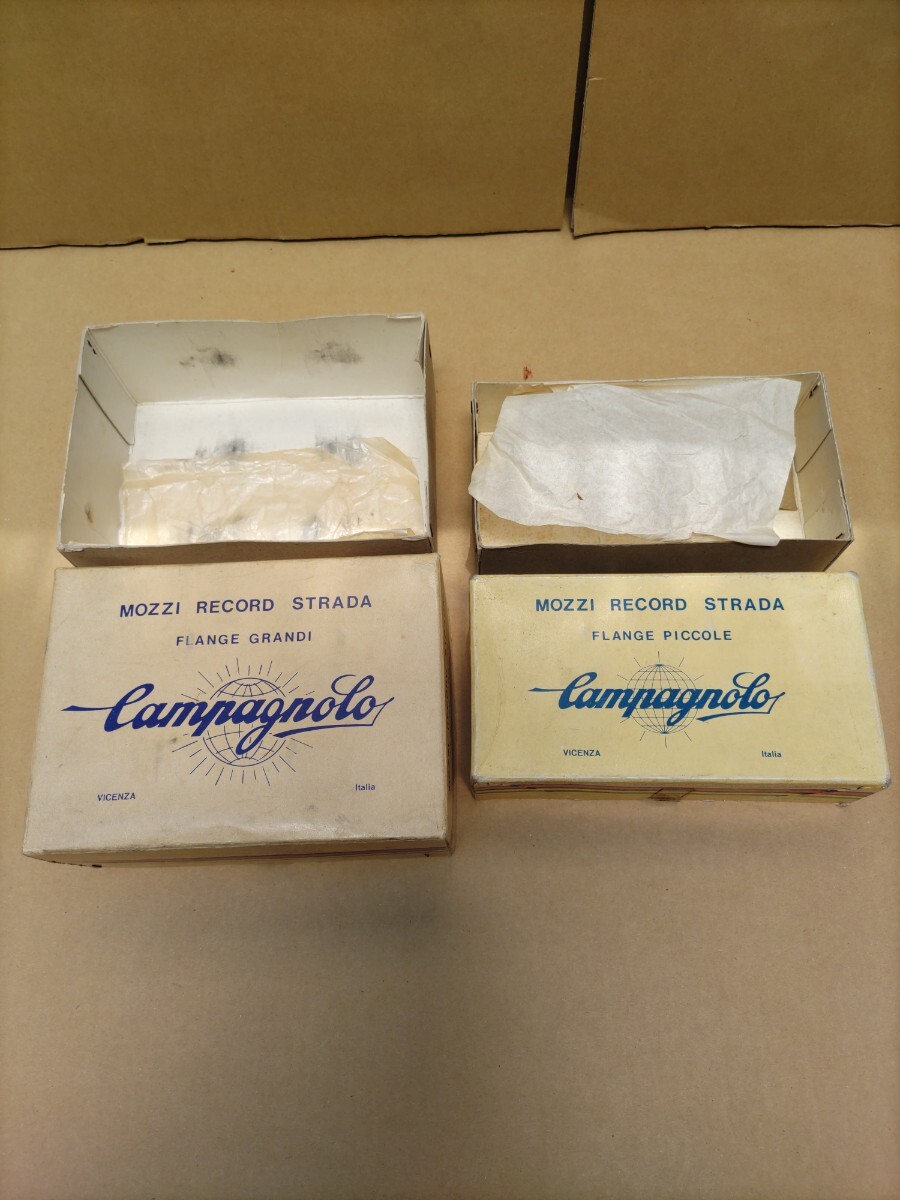 MOZZI RECORD STRADA
FLANGE GRANDI
Campagnolo
VICENZA Italia
MOZZI RECORD STRADA
FLANGE PICCOLE
Campagnolo
VICENZA Italia